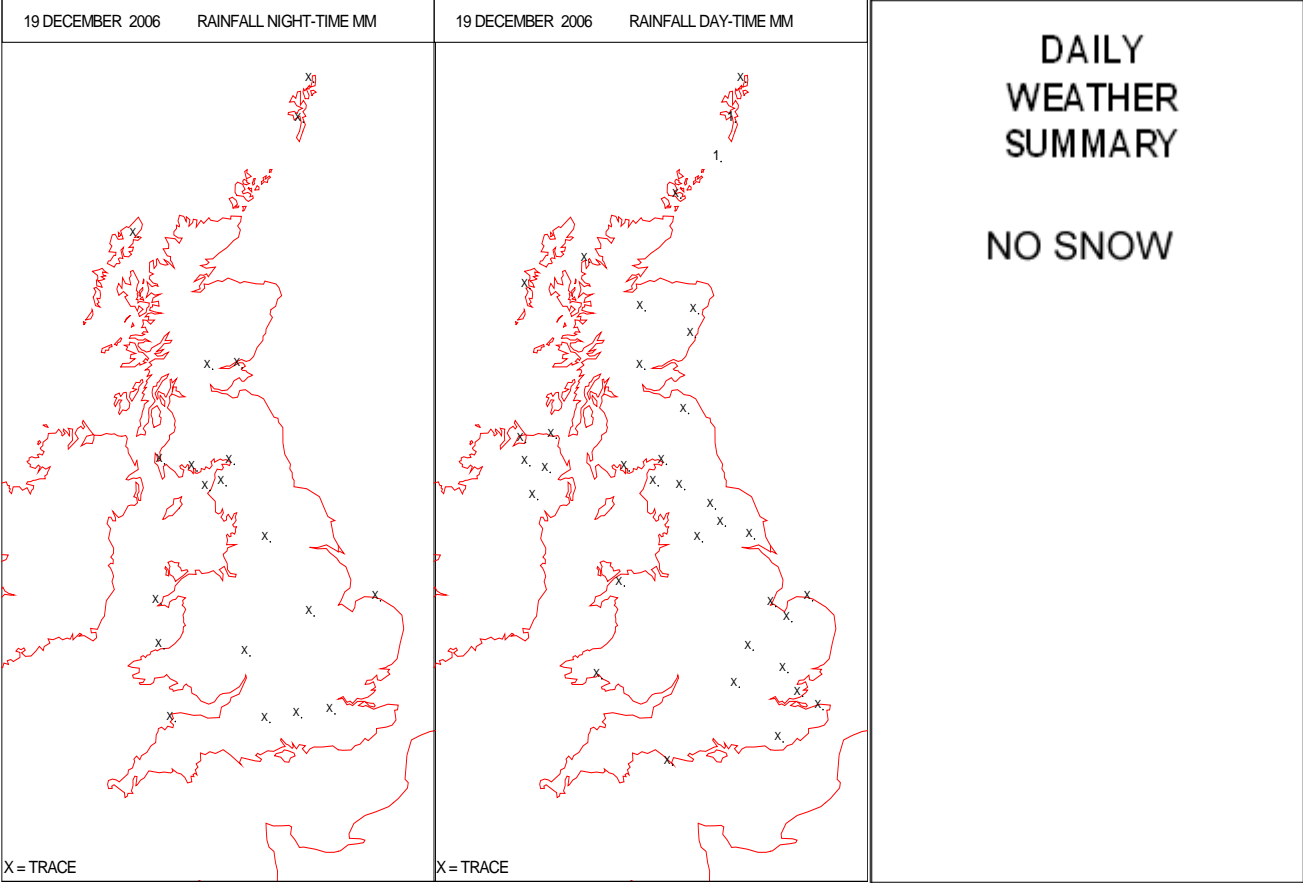 19 DECEMBER 2006 RAINFALL NIGHT-TIME MM
X
X.
X.
X. X.
X. X. X.
X. X.
X.
X. X.
X.
X. X.
X. X. X. X.
X = TRACE
19 DECEMBER 2006 RAINFALL DAY-TIME MM
X
1.
1.
X.
X.
X.
X. X.
X.
X.
X.
X. X.
X. X. X. X.
X. X.
X. X.
X.
X. X.
X.
X. X.
X.
X.
X. X.
X. X.
X.
X.
X.
X = TRACE
DAILY
WEATHER
SUMMARY
NO SNOW